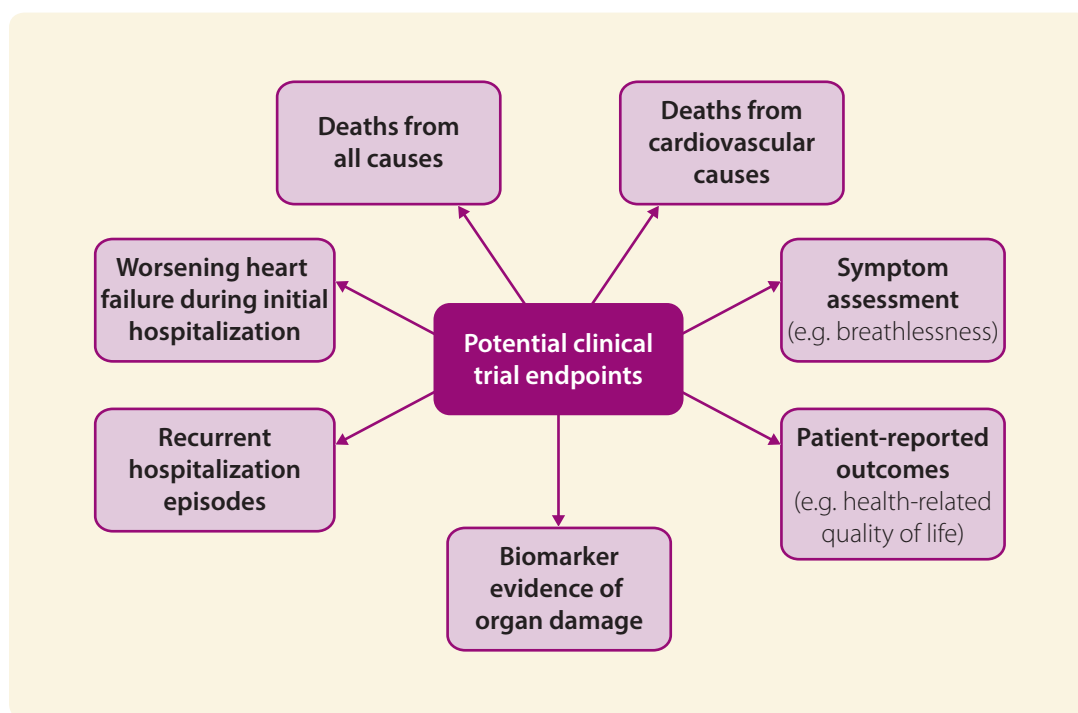 Deaths from
all causes
Deaths from
cardiovascular
causes
Worsening heart
failure during initial
hospitalization
Symptom
assessment
(e.g. breathlessness)
Potential clinical
trial endpoints
Recurrent
hospitalization
episodes
Patient-reported
outcomes
(e.g. health-related
quality of life)
Biomarker
evidence of
organ damage